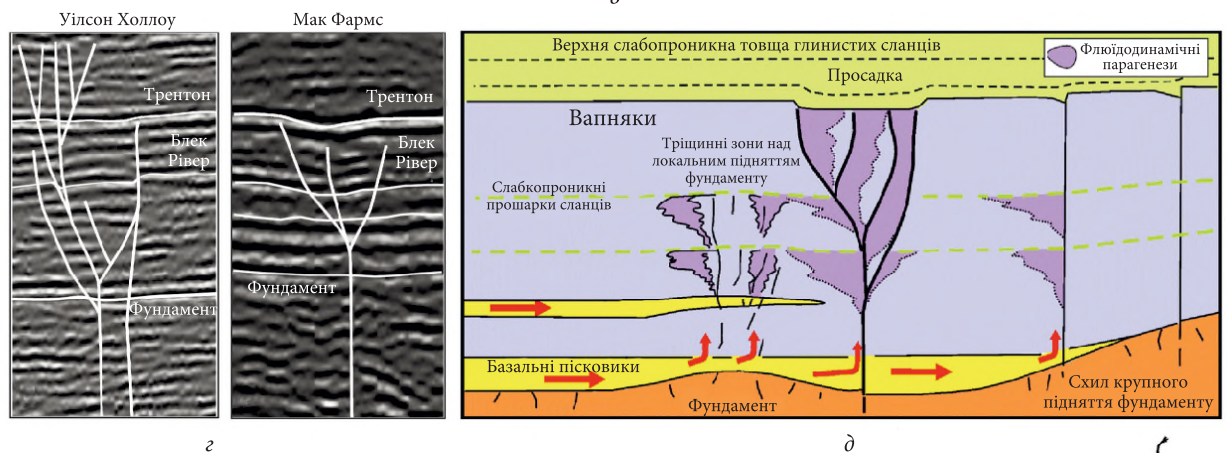 Уілсон Холлоу
Мак Фармс
Трентон
Блек
Рівер
Фундамент
Трентон
Блек
Рівер
Фундамент
Верхня слабопроникна товща глинистих сланців
Просадка
Флюїдодинамічні
парагенези
Вапняки
Тріщинні зони над
локальним підняттям
фундаменту
Слабкопроникні
прошарки сланців
Базальні пісковики
Фундамент
Схил крупного
підняття фундаменту
г
д